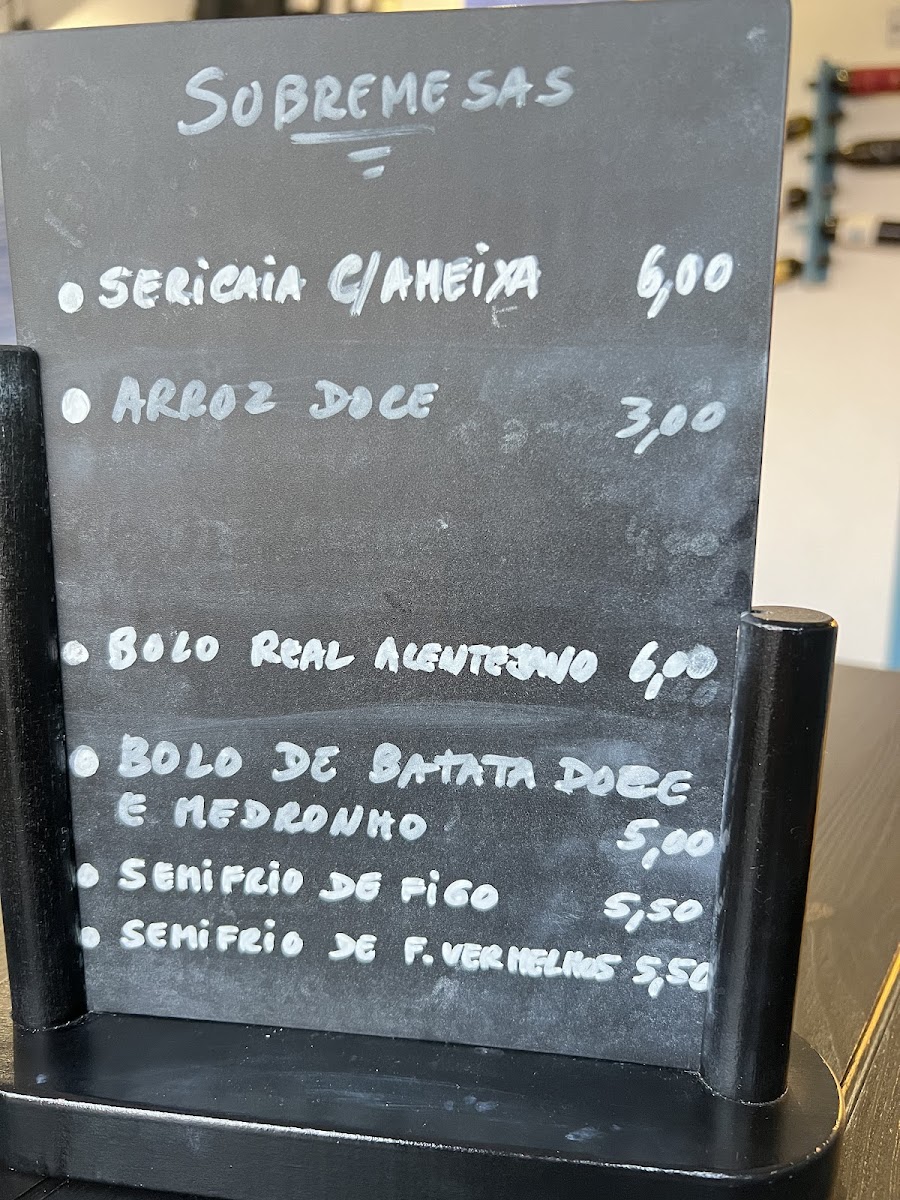 SOBREMESAS
SERICAIA C/AMEIXA 6,00
ARROZ DOCE 3,00
BOLO REAL ALENTEJANO 6,00
BOLO DE BATATA DOCE
E MEDRONHO 5,00
SEMIFRIO DE FIGO 5,50
SEMIFRIO DE F. VERMELHOS 5,50